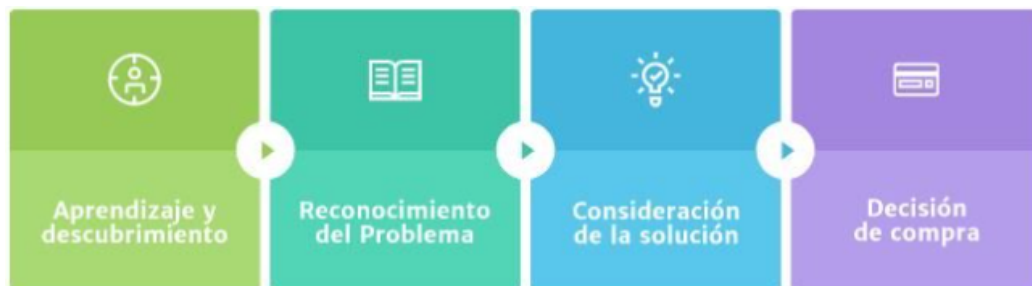 Aprendizaje y
descubrimiento
Reconocimiento
del Problema
Consideración
de la solución
Decisión
de compra